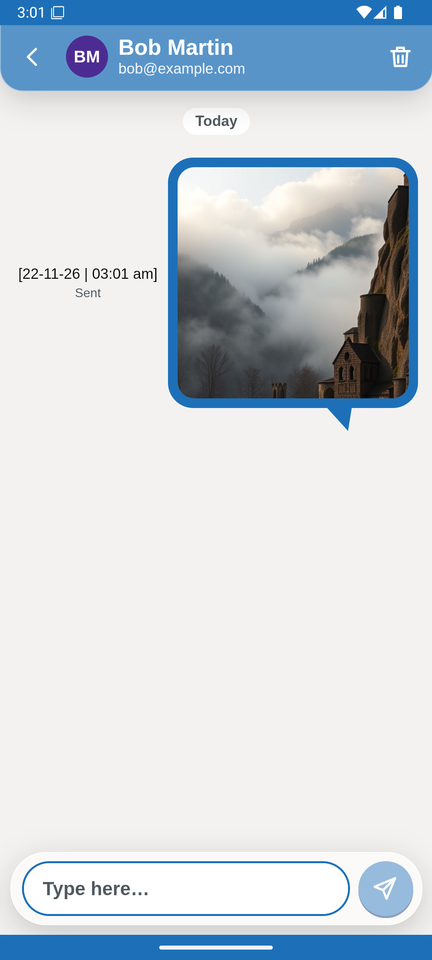 3:01
BM
Bob Martin
bob@example.com
Today
[22-11-26 | 03:01 am]
Sent
Type here…